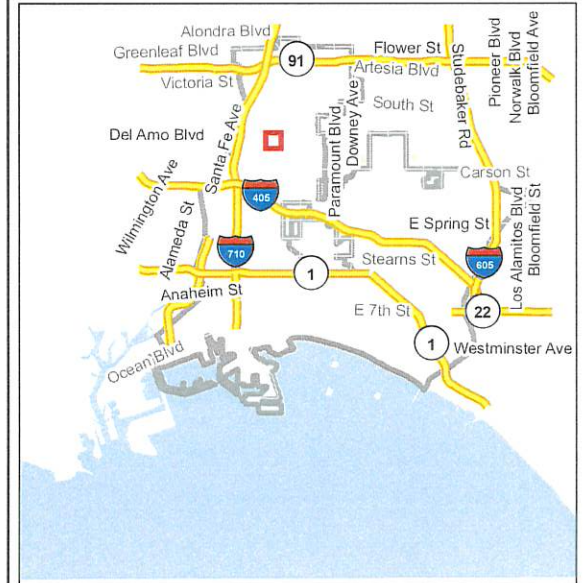 Alondra Blvd
Greenleaf Blvd
91
Flower St
Artesia Blvd
Victoria St
South St
Studebaker Rd
Pioneer Blvd
Norwalk Blvd
Bloomfield Ave
Del Amo Blvd
Santa Fe Ave
Paramount Blvd
Downey Ave
Carson St
Wilmington Ave
Alameda St
405
E Spring St
Los Alamitos Blvd
Bloomfield St
710
1
Stearns St
605
Anaheim St
E 7th St
22
Ocean Blvd
1
Westminster Ave